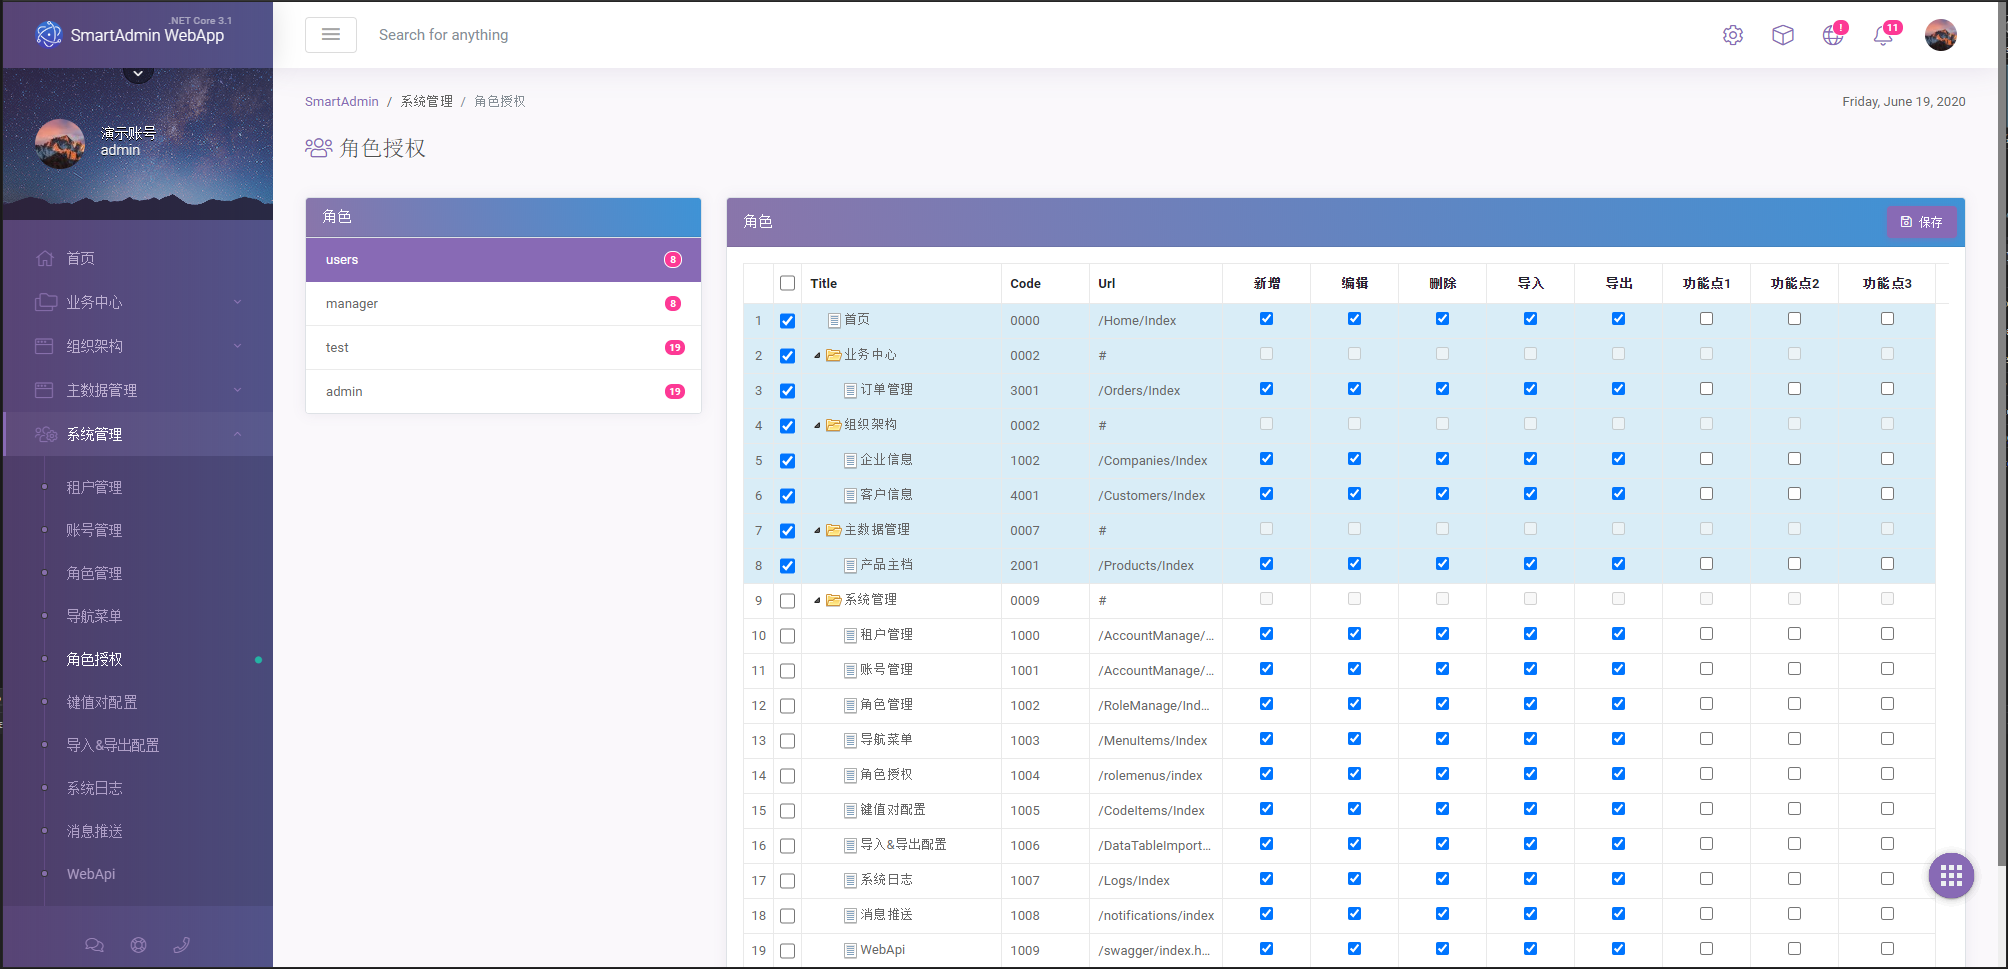 .NET Core 3.1
SmartAdmin WebApp
Search for anything
!
11
演示账号
admin
首页
业务中心
组织架构
主数据管理
系统管理
租户管理
账号管理
角色管理
导航菜单
角色授权
键值对配置
导入&导出配置
系统日志
消息推送
WebApi
SmartAdmin / 系统管理 / 角色授权
Friday, June 19, 2020
角色授权
角色
users 8
manager 8
test 19
admin 19
角色
保存
Title Code Url 新增 编辑 删除 导入 导出 功能点1 功能点2 功能点3
1 首页 0000 /Home/Index
2 业务中心 0002 #
3 订单管理 3001 /Orders/Index
4 组织架构 0002 #
5 企业信息 1002 /Companies/Index
6 客户信息 4001 /Customers/Index
7 主数据管理 0007 #
8 产品主档 2001 /Products/Index
9 系统管理 0009 #
10 租户管理 1000 /AccountManage/...
11 账号管理 1001 /AccountManage/...
12 角色管理 1002 /RoleManage/Ind...
13 导航菜单 1003 /MenuItems/Index
14 角色授权 1004 /rolemenus/index
15 键值对配置 1005 /CodeItems/Index
16 导入&导出配置 1006 /DataTableImport...
17 系统日志 1007 /Logs/Index
18 消息推送 1008 /notifications/index
19 WebApi 1009 /swagger/index.h...